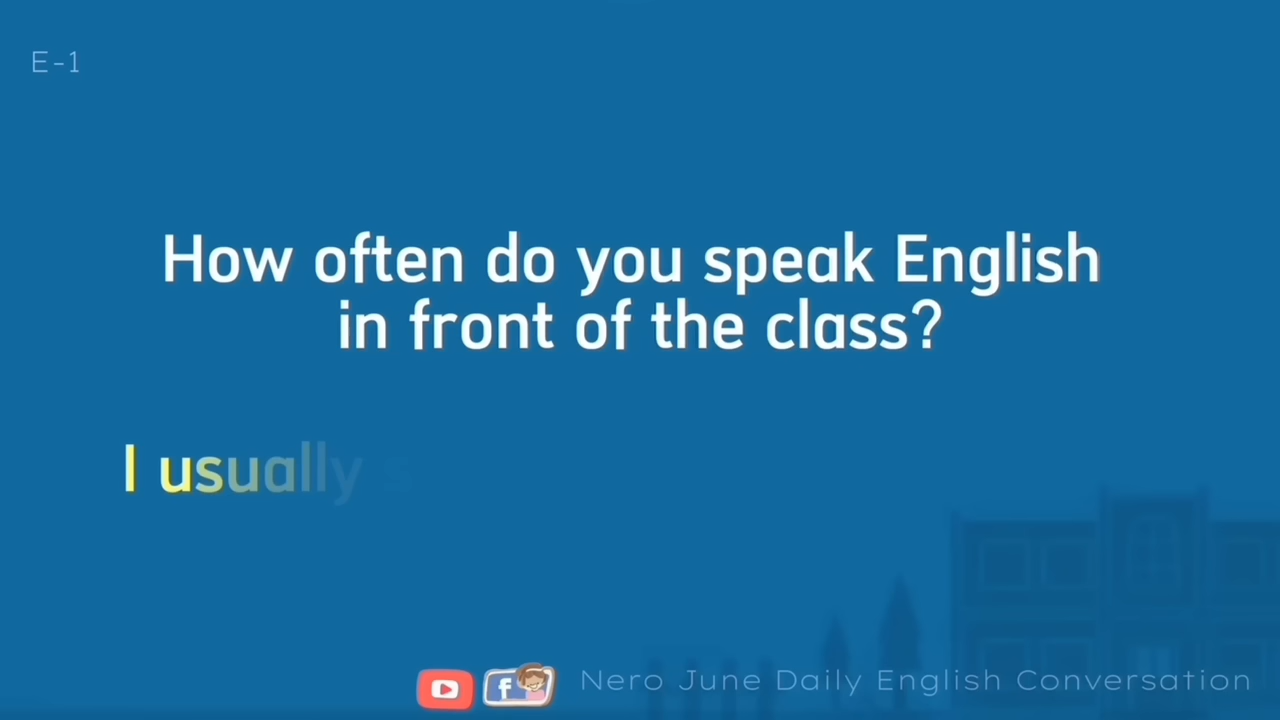 E-1
How often do you speak English
in front of the class?
I usually s
Nero June Daily English Conversation